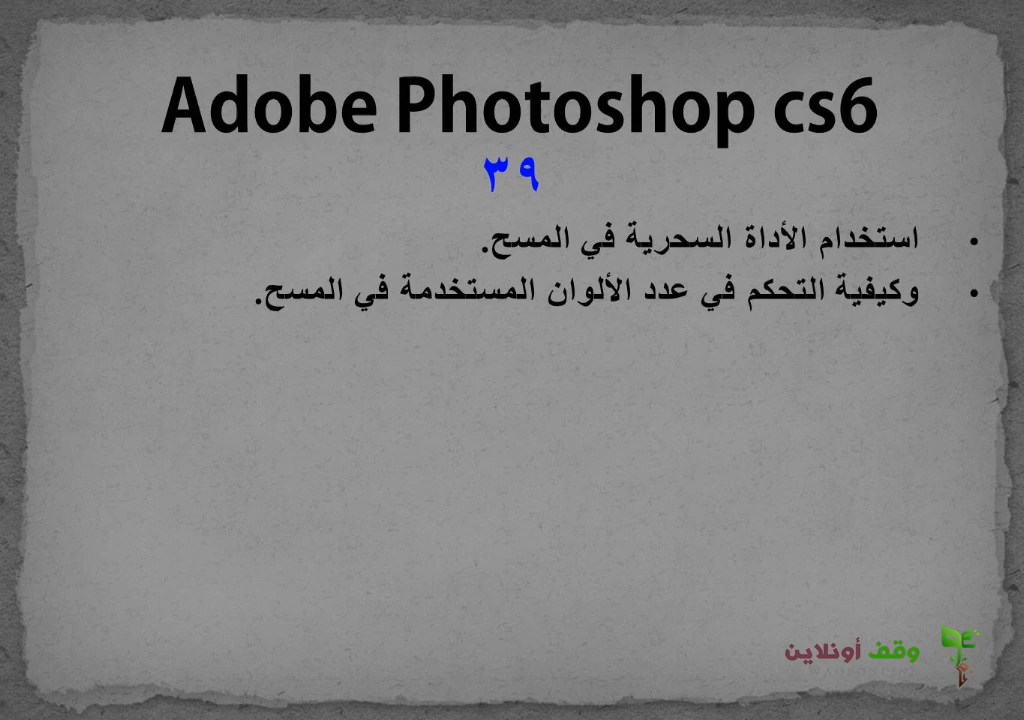 Adobe Photoshop cs6
٣٩
• استخدام الأداة السحرية في المسح.
• وكيفية التحكم في عدد الألوان المستخدمة في المسح.
وقف أونلاين